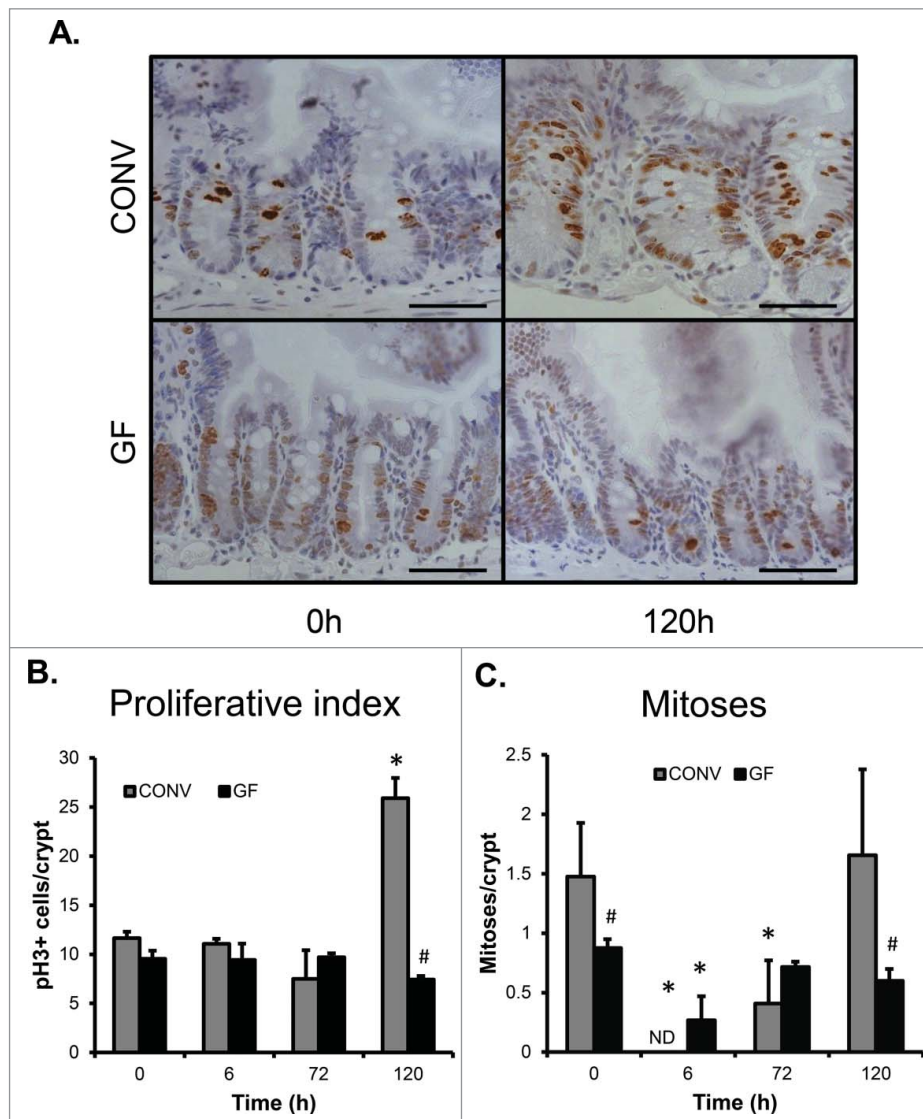 A.
CONV
GF
0h 120h
B.
Proliferative index
30
25
20
15
10
5
0
pH3+ cells/crypt
CONV GF
*
#
0 6 72 120
Time (h)
C.
Mitoses
2.5
2
1.5
1
0.5
0
Mitoses/crypt
CONV GF
#
*
ND
*
*
#
0 6 72 120
Time (h)